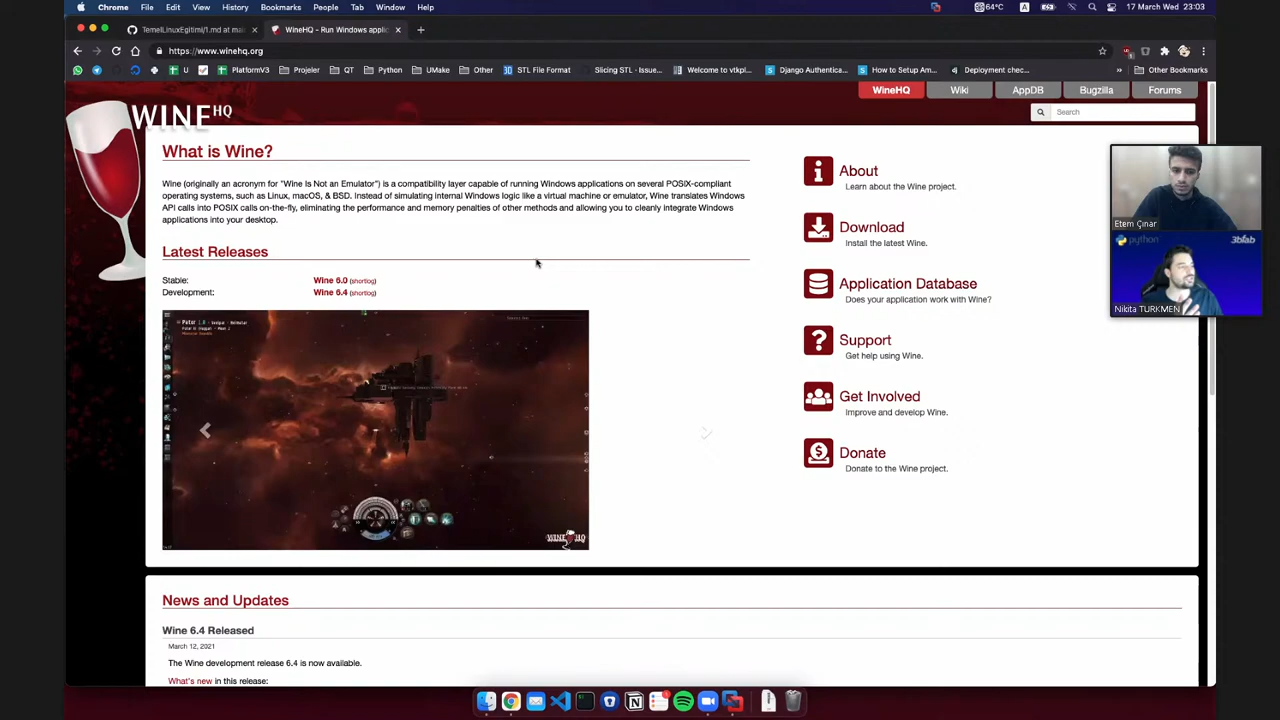 Chrome File Edit View History Bookmarks People Tab Window Help
64°C
A
17 March Wed 23:03
TemelLinuxEgitimi/1.md at ma
WineHQ - Run Windows applic
https://www.winehq.org
U
PlatformV3
Projeler
QT
Python
UMake
Other
STL File Format
Slicing STL · Issue...
Welcome to vtkpl...
Django Authentica...
How to Setup Am...
Deployment chec...
»
Other Bookmarks
WineHQ
Wiki
AppDB
Bugzilla
Forums
WINE HQ
Search
What is Wine?
Wine (originally an acronym for "Wine Is Not an Emulator") is a compatibility layer capable of running Windows applications on several POSIX-compliant
operating systems, such as Linux, macOS, & BSD. Instead of simulating internal Windows logic like a virtual machine or emulator, Wine translates Windows
API calls into POSIX calls on-the-fly, eliminating the performance and memory penalties of other methods and allowing you to cleanly integrate Windows
applications into your desktop.
Latest Releases
Stable: Wine 6.0 (shortlog)
Development: Wine 6.4 (shortlog)
WINE HQ
About
Learn about the Wine project.
Download
Install the latest Wine.
Application Database
Does your application work with Wine?
Support
Get help using Wine.
Get Involved
Improve and develop Wine.
Donate
Donate to the Wine project.
Etem Çınar
python
3bfab
Nikita TURKMEN
News and Updates
Wine 6.4 Released
March 12, 2021
The Wine development release 6.4 is now available.
What's new in this release: